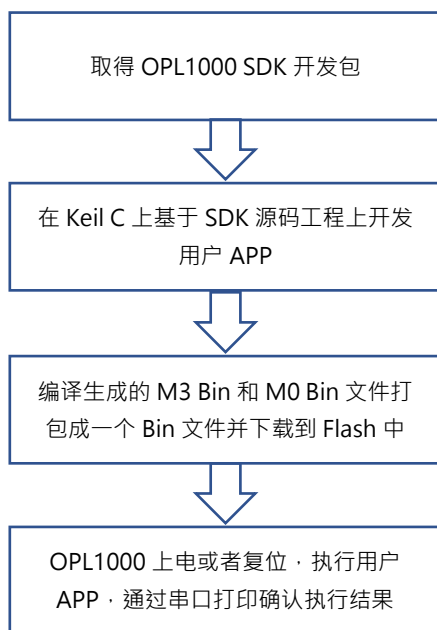 取得 OPL1000 SDK 开发包
在 Keil C 上基于 SDK 源码工程上开发
用户 APP
编译生成的 M3 Bin 和 M0 Bin 文件打
包成一个 Bin 文件并下载到 Flash 中
OPL1000 上电或者复位，执行用户
APP，通过串口打印确认执行结果